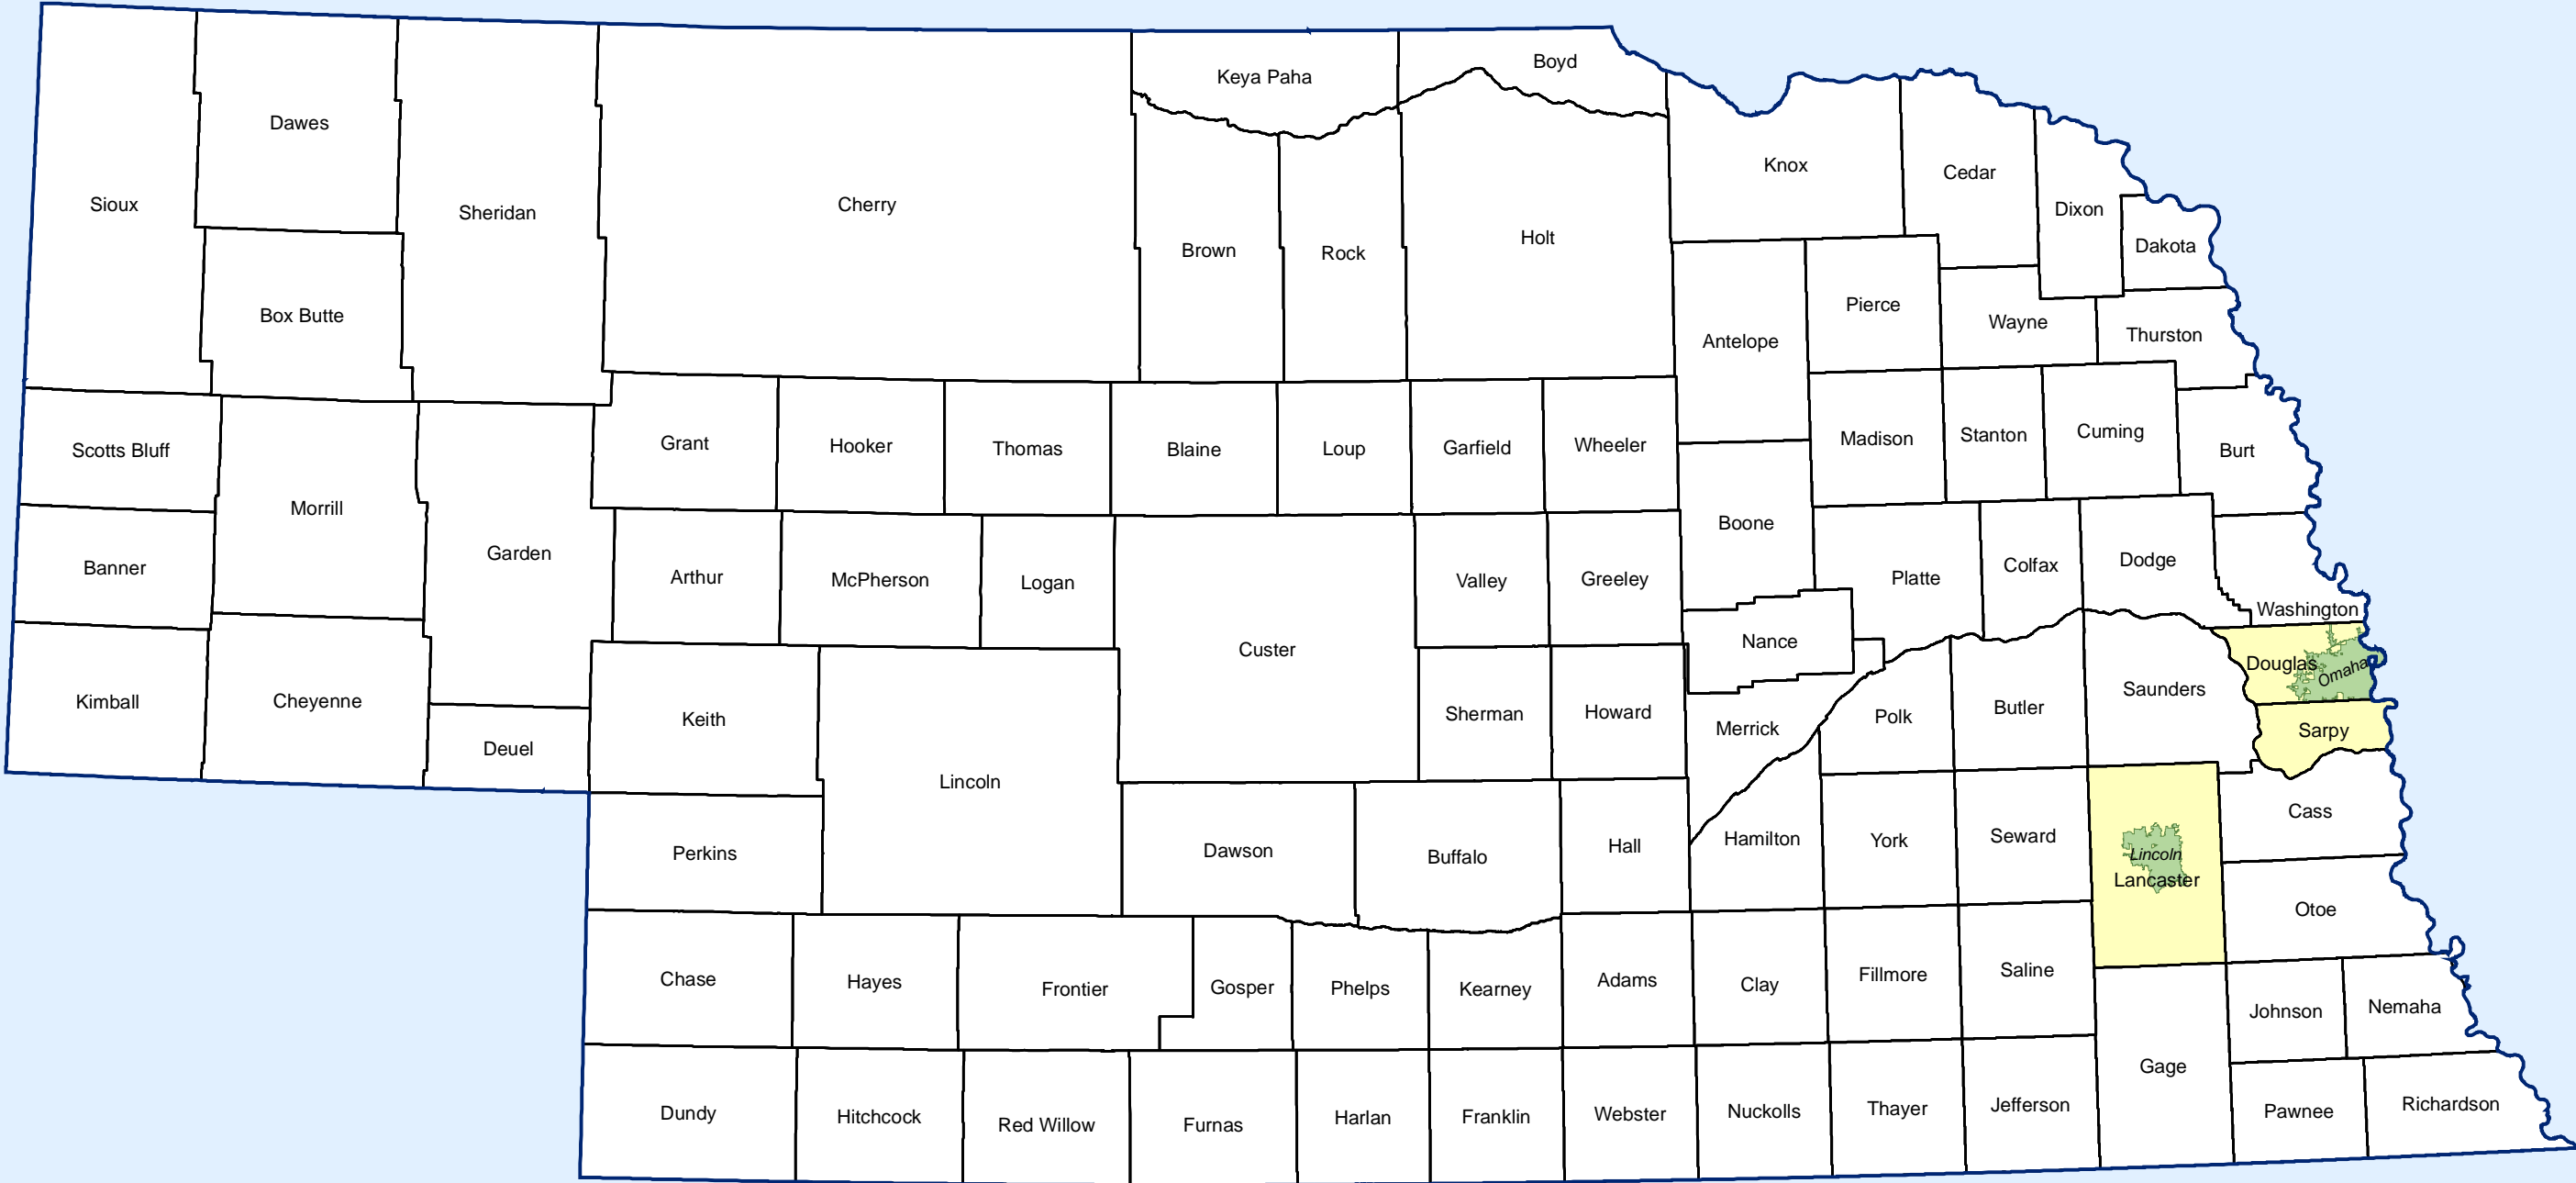 Boyd
Keya Paha
Dawes
Knox
Cedar
Sioux
Sheridan
Cherry
Dixon
Holt
Dakota
Brown
Rock
Box Butte
Pierce
Wayne
Antelope
Thurston
Scotts Bluff
Grant
Hooker
Thomas
Blaine
Loup
Garfield
Wheeler
Madison
Stanton
Cuming
Burt
Morrill
Boone
Banner
Garden
Arthur
McPherson
Logan
Valley
Greeley
Platte
Colfax
Dodge
Washington
Custer
Nance
Douglas
Omaha
Kimball
Cheyenne
Keith
Sherman
Howard
Merrick
Polk
Butler
Saunders
Sarpy
Deuel
Lincoln
Cass
Perkins
Dawson
Buffalo
Hall
Hamilton
York
Seward
Lincoln
Lancaster
Otoe
Chase
Hayes
Frontier
Gosper
Phelps
Kearney
Adams
Clay
Fillmore
Saline
Johnson
Nemaha
Gage
Dundy
Hitchcock
Red Willow
Furnas
Harlan
Franklin
Webster
Nuckolls
Thayer
Jefferson
Pawnee
Richardson